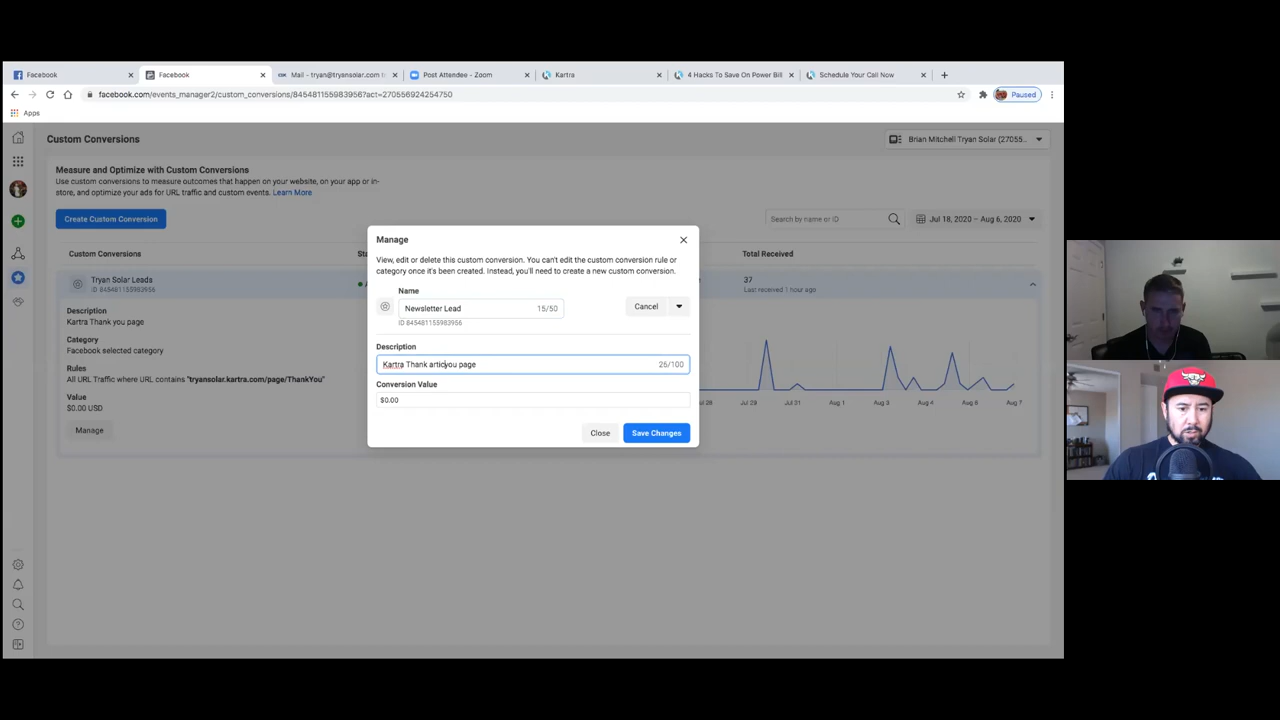 Facebook
Facebook
Mail - tryan@tryansolar.com
Post Attendee - Zoom
Kartra
4 Hacks To Save On Power Bill
Schedule Your Call Now
facebook.com/events_manager2/custom_conversions/845481155983956?act=270556924254750
Paused
Apps
Custom Conversions
Brian Mitchell Tryan Solar (27055...
Measure and Optimize with Custom Conversions
Use custom conversions to measure outcomes that happen on your website, on your app or in-
store, and optimize your ads for URL traffic and custom events. Learn More
Create Custom Conversion
Search by name or ID
Jul 18, 2020 – Aug 6, 2020
Custom Conversions
Sta
Total Received
Tryan Solar Leads
ID 845481155983956
37
Last received 1 hour ago
Description
Kartra Thank you page
Category
Facebook selected category
Rules
All URL Traffic where URL contains "tryansolar.kartra.com/page/ThankYou"
Value
$0.00 USD
Manage
Manage
View, edit or delete this custom conversion. You can't edit the custom conversion rule or
category once it's been created. Instead, you'll need to create a new custom conversion.
Name
Newsletter Lead
15/50
Cancel
ID 845481155983956
Description
Kartra Thank articyou page
26/100
Conversion Value
$0.00
Close
Save Changes
Jul 28
Jul 31
Aug 1
Aug 3
Aug 4
Aug 6
Aug 7